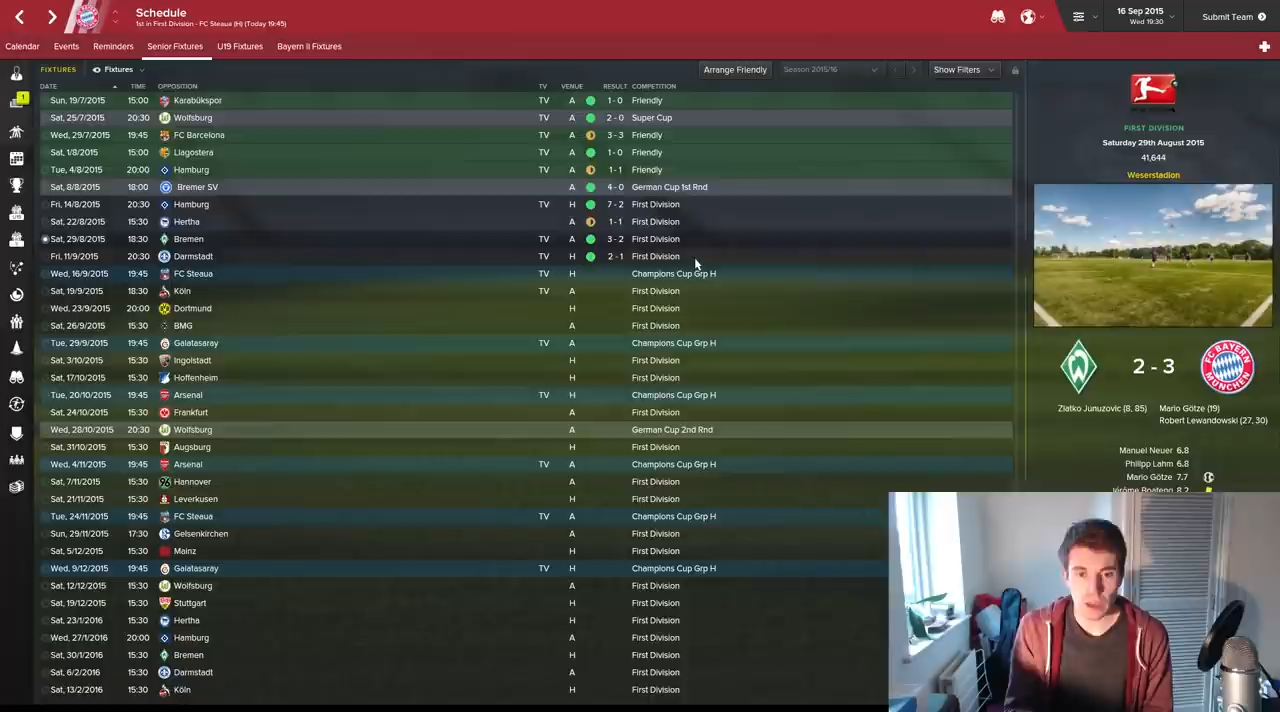 Schedule
1st in First Division - FC Steaua (H) (Today 19:45)
16 Sep 2015
Wed 19:30
Submit Team
Calendar Events Reminders Senior Fixtures U19 Fixtures Bayern II Fixtures
FIXTURES Fixtures Arrange Friendly Season 2015/16 Show Filters
DATE TIME OPPOSITION TV VENUE RESULT COMPETITION
Sun, 19/7/2015 15:00 Karabükspor TV A 1-0 Friendly
Sat, 25/7/2015 20:30 Wolfsburg TV A 2-0 Super Cup
Wed, 29/7/2015 19:45 FC Barcelona TV A 3-3 Friendly
Sat, 1/8/2015 15:00 Llagostera TV A 1-0 Friendly
Tue, 4/8/2015 20:00 Hamburg TV A 1-1 Friendly
Sat, 8/8/2015 18:00 Bremer SV A 4-0 German Cup 1st Rnd
Fri, 14/8/2015 20:30 Hamburg TV H 7-2 First Division
Sat, 22/8/2015 15:30 Hertha A 1-1 First Division
Sat, 29/8/2015 18:30 Bremen TV A 3-2 First Division
Fri, 11/9/2015 20:30 Darmstadt TV H 2-1 First Division
Wed, 16/9/2015 19:45 FC Steaua TV H Champions Cup Grp H
Sat, 19/9/2015 18:30 Köln TV A First Division
Wed, 23/9/2015 20:00 Dortmund H First Division
Sat, 26/9/2015 15:30 BMG A First Division
Tue, 29/9/2015 19:45 Galatasaray TV A Champions Cup Grp H
Sat, 3/10/2015 15:30 Ingolstadt H First Division
Sat, 17/10/2015 15:30 Hoffenheim H First Division
Tue, 20/10/2015 19:45 Arsenal TV H Champions Cup Grp H
Sat, 24/10/2015 15:30 Frankfurt A First Division
Wed, 28/10/2015 20:30 Wolfsburg A German Cup 2nd Rnd
Sat, 31/10/2015 15:30 Augsburg H First Division
Wed, 4/11/2015 19:45 Arsenal TV A Champions Cup Grp H
Sat, 7/11/2015 15:30 Hannover A First Division
Sat, 21/11/2015 15:30 Leverkusen H First Division
Tue, 24/11/2015 19:45 FC Steaua TV A Champions Cup Grp H
Sun, 29/11/2015 17:30 Gelsenkirchen A First Division
Sat, 5/12/2015 15:30 Mainz H First Division
Wed, 9/12/2015 19:45 Galatasaray TV H Champions Cup Grp H
Sat, 12/12/2015 15:30 Wolfsburg A First Division
Sat, 19/12/2015 15:30 Stuttgart H First Division
Sat, 23/1/2016 15:30 Hertha H First Division
Wed, 27/1/2016 20:00 Hamburg A First Division
Sat, 30/1/2016 15:30 Bremen H First Division
Sat, 6/2/2016 15:30 Darmstadt A First Division
Sat, 13/2/2016 15:30 Köln H First Division
1
FIRST DIVISION
Saturday 29th August 2015
41,644
Weserstadion
2 - 3
FC BAYERN
MÜNCHEN
Zlatko Junuzovic (8, 85) Mario Götze (19)
Robert Lewandowski (27, 30)
Manuel Neuer 6.8
Philipp Lahm 6.8
Mario Götze 7.7
Jérôme Boateng 8.2